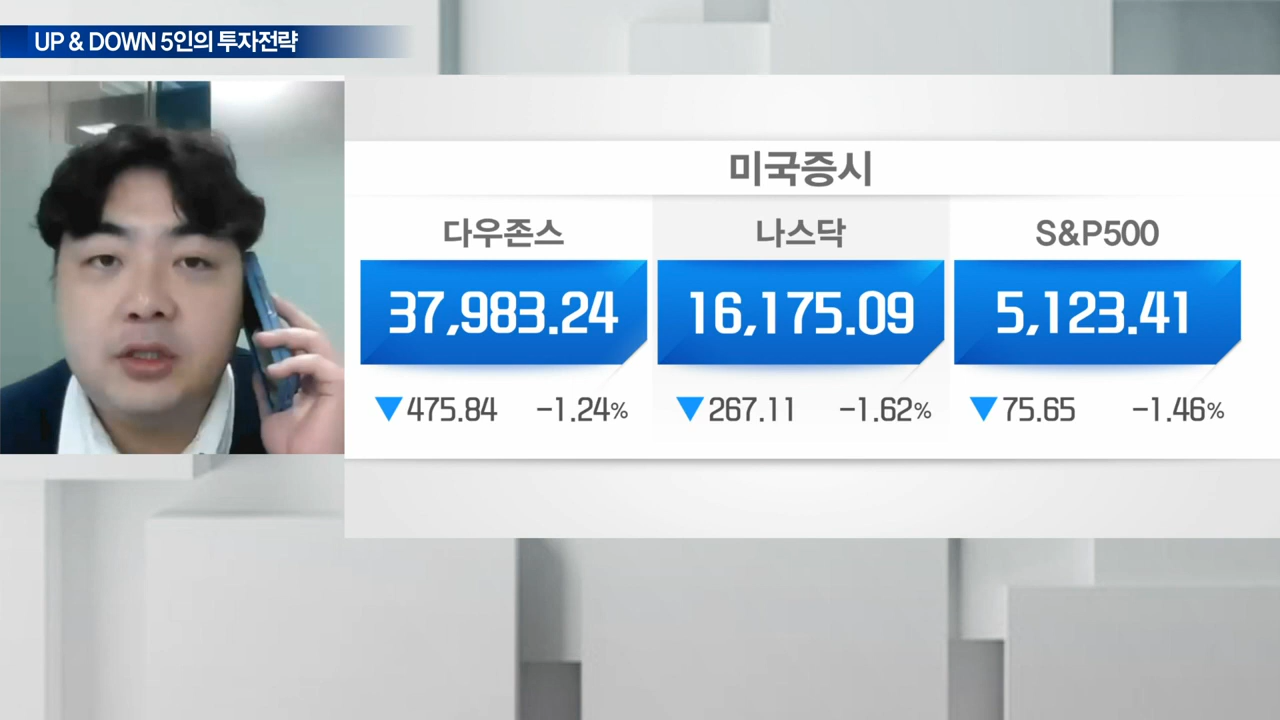 UP & DOWN 5인의 투자전략
미국증시
다우존스 나스닥 S&P500
37,983.24 16,175.09 5,123.41
▼475.84 -1.24% ▼267.11 -1.62% ▼75.65 -1.46%